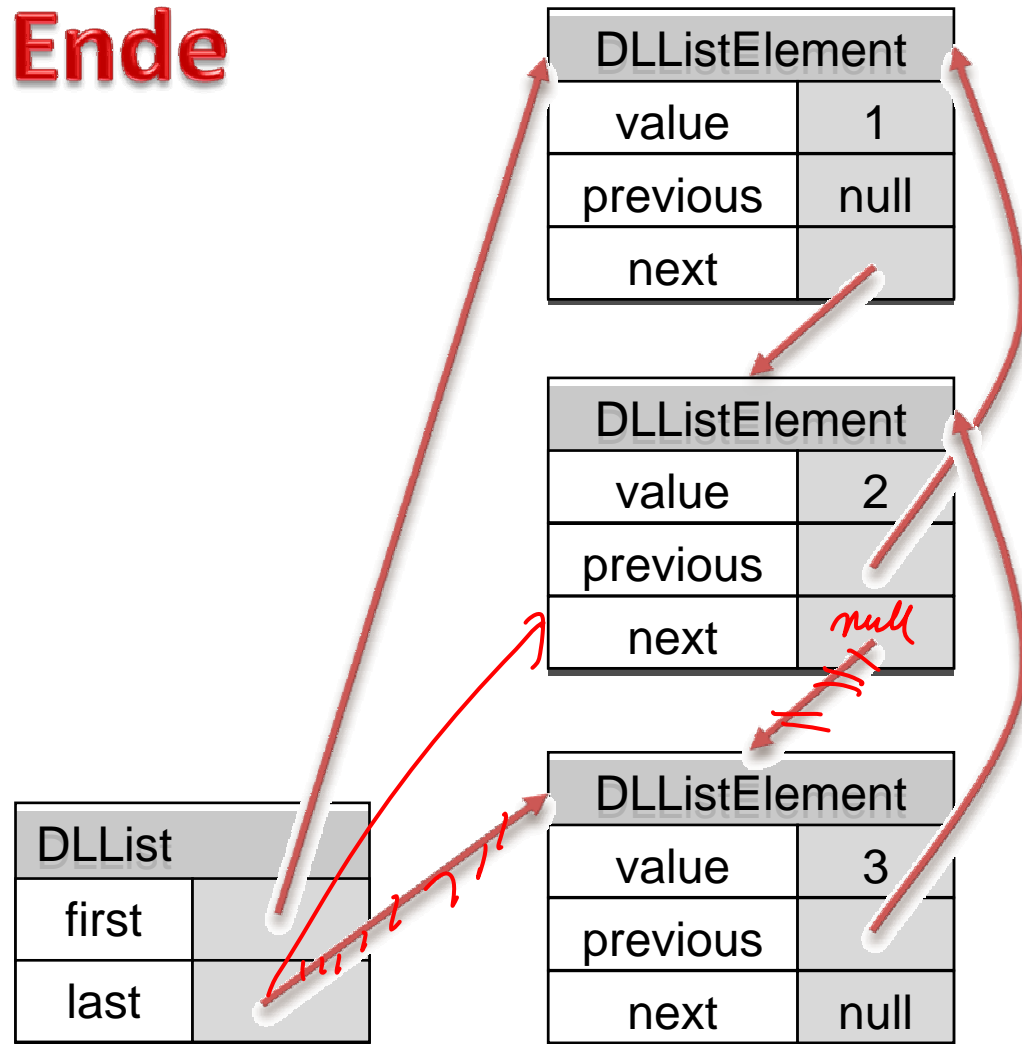 Ende
DLListElement
value 1
previous null
next
DLListElement
value 2
previous
next null
DLListElement
value 3
previous
next null
DLList
first
last